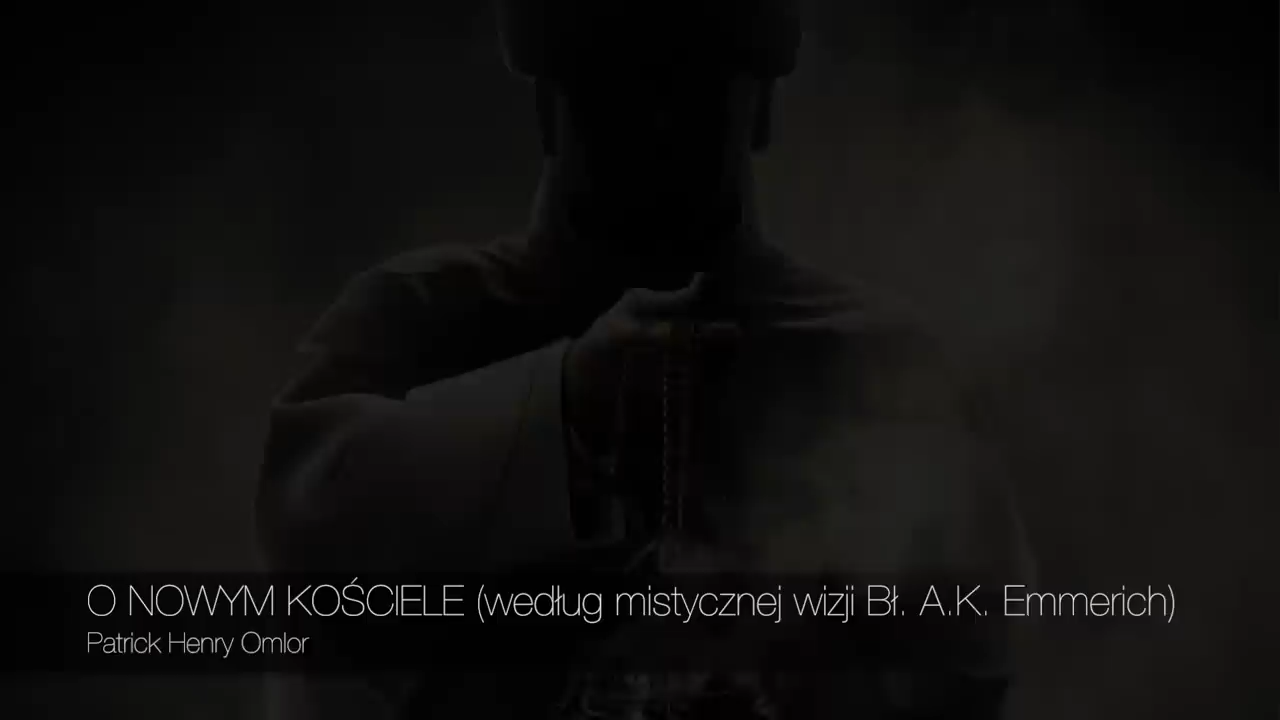 O NOWYM KOŚCIELE (według mistycznej wizji Bł. A.K. Emmerich)
Patrick Henry Omlor